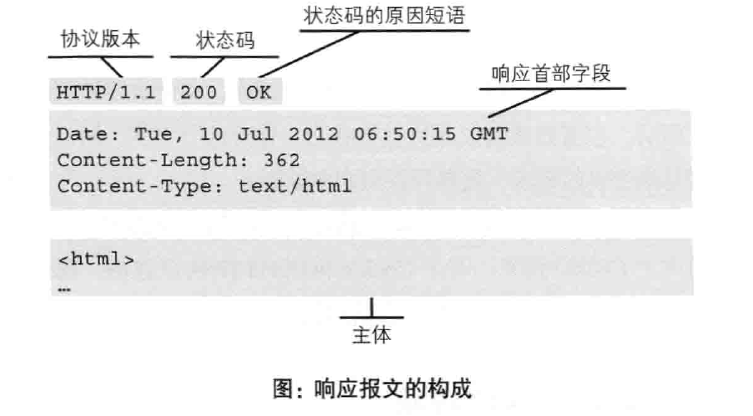 状态码的原因短语
协议版本 状态码
响应首部字段
HTTP/1.1 200 OK
Date: Tue, 10 Jul 2012 06:50:15 GMT
Content-Length: 362
Content-Type: text/html
<html>
…
主体
图：响应报文的构成